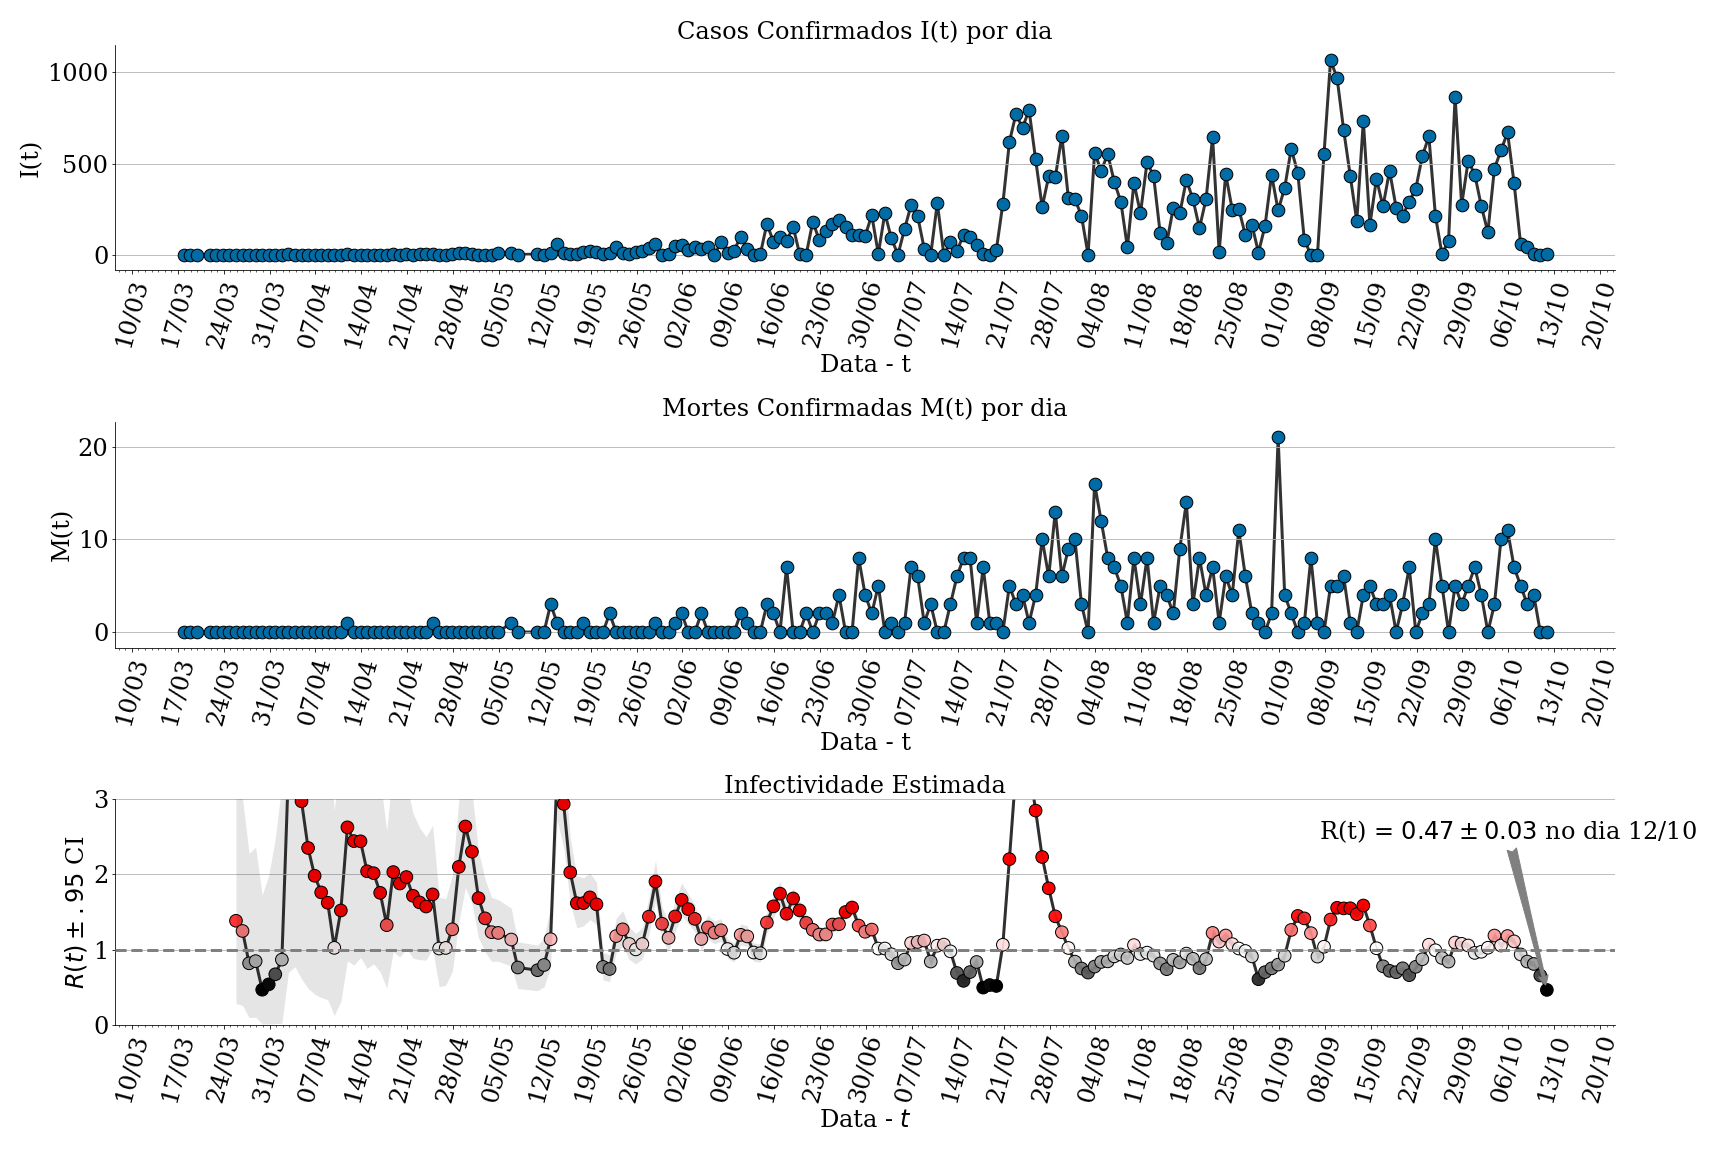 Casos Confirmados I(t) por dia
1000
500
0
I(t)
10/03 17/03 24/03 31/03 07/04 14/04 21/04 28/04 05/05 12/05 19/05 26/05 02/06 09/06 16/06 23/06 30/06 07/07 14/07 21/07 28/07 04/08 11/08 18/08 25/08 01/09 08/09 15/09 22/09 29/09 06/10 13/10 20/10
Data - t
Mortes Confirmadas M(t) por dia
20
10
0
M(t)
10/03 17/03 24/03 31/03 07/04 14/04 21/04 28/04 05/05 12/05 19/05 26/05 02/06 09/06 16/06 23/06 30/06 07/07 14/07 21/07 28/07 04/08 11/08 18/08 25/08 01/09 08/09 15/09 22/09 29/09 06/10 13/10 20/10
Data - t
Infectividade Estimada
3
2
1
0
R(t) ± .95 CI
R(t) = 0.47 ± 0.03 no dia 12/10
10/03 17/03 24/03 31/03 07/04 14/04 21/04 28/04 05/05 12/05 19/05 26/05 02/06 09/06 16/06 23/06 30/06 07/07 14/07 21/07 28/07 04/08 11/08 18/08 25/08 01/09 08/09 15/09 22/09 29/09 06/10 13/10 20/10
Data - t